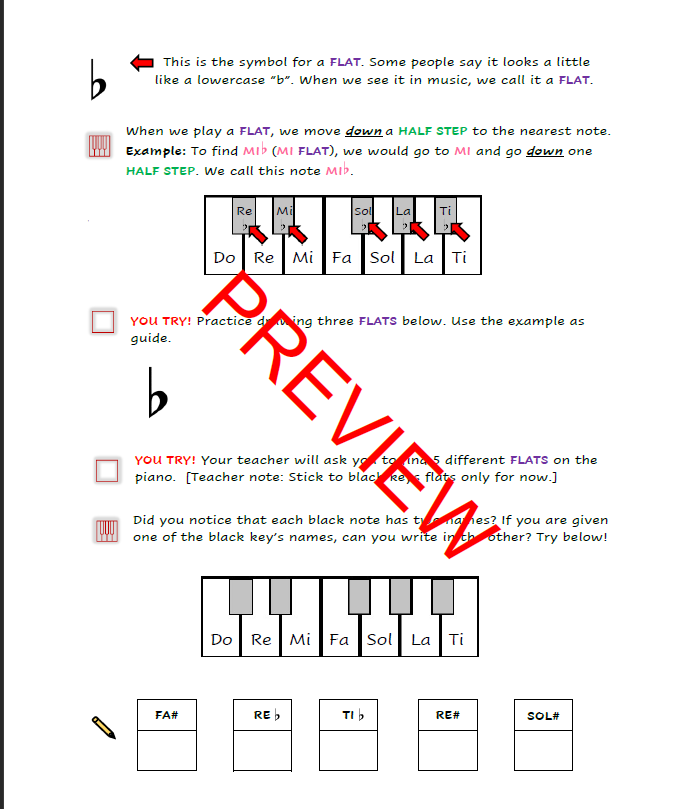 ♭
This is the symbol for a FLAT. Some people say it looks a little
like a lowercase “b”. When we see it in music, we call it a FLAT.
When we play a FLAT, we move down a HALF STEP to the nearest note.
Example: To find MI♭ (MI FLAT), we would go to MI and go down one
HALF STEP. We call this note MI♭.
Re♭ Mi♭ Sol♭ La♭ Ti♭
Do Re Mi Fa Sol La Ti
PREVIEW
YOU TRY! Practice drawing three FLATS below. Use the example as
guide.
♭
YOU TRY! Your teacher will ask you to find 5 different FLATS on the
piano. [Teacher note: Stick to black keys flats only for now.]
Did you notice that each black note has two names? If you are given
one of the black key’s names, can you write in the other? Try below!
Do Re Mi Fa Sol La Ti
FA# RE♭ TI♭ RE# SOL#